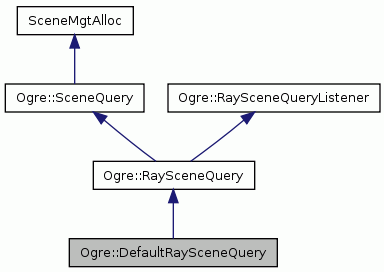 SceneMgtAlloc
Ogre::SceneQuery
Ogre::RaySceneQueryListener
Ogre::RaySceneQuery
Ogre::DefaultRaySceneQuery